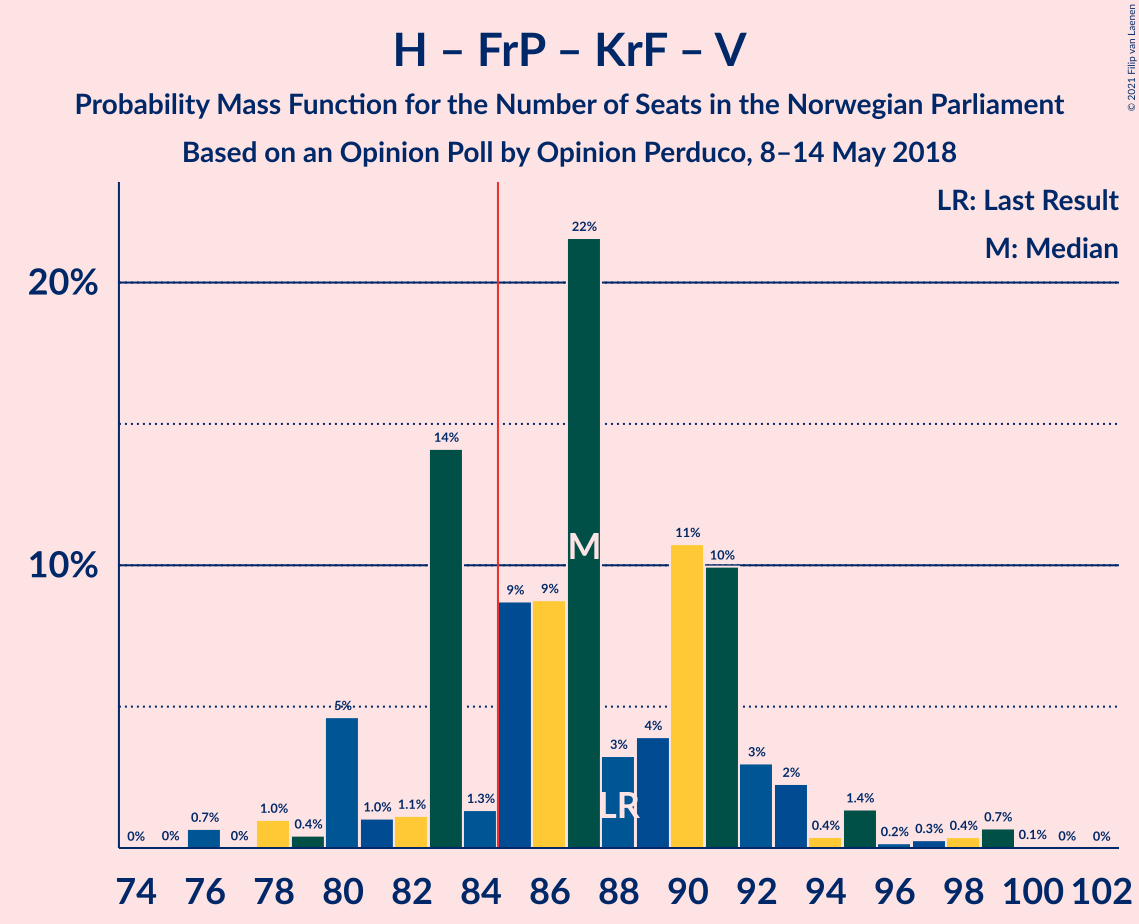 H – FrP – KrF – V
Probability Mass Function for the Number of Seats in the Norwegian Parliament
Based on an Opinion Poll by Opinion Perduco, 8–14 May 2018
© 2021 Filip van Laenen
LR: Last Result
M: Median
20%
10%
0% 0% 0.7% 0% 1.0% 0.4% 5% 1.0% 1.1% 14% 1.3% 9% 9% 22% 3% 4% 11% 10% 3% 2% 0.4% 1.4% 0.2% 0.3% 0.4% 0.7% 0.1% 0% 0%
M
LR
74 76 78 80 82 84 86 88 90 92 94 96 98 100 102